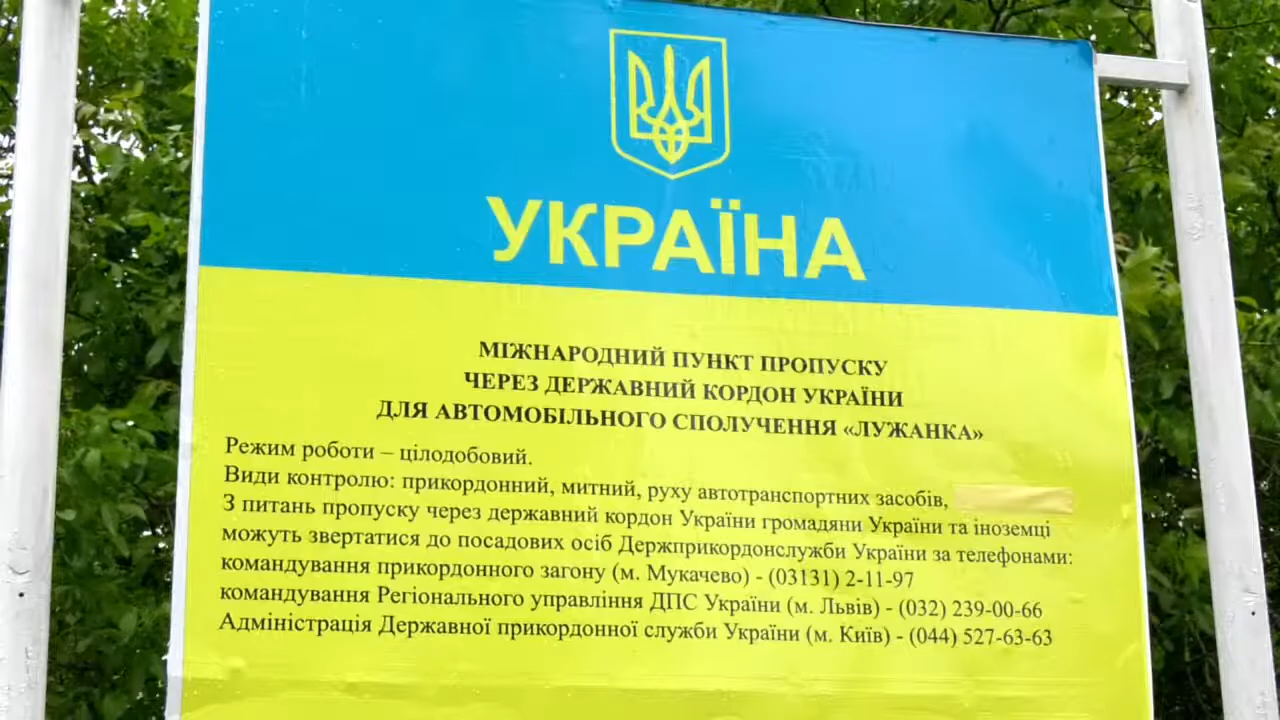 УКРАЇНА
МІЖНАРОДНИЙ ПУНКТ ПРОПУСКУ
ЧЕРЕЗ ДЕРЖАВНИЙ КОРДОН УКРАЇНИ
ДЛЯ АВТОМОБІЛЬНОГО СПОЛУЧЕННЯ «ЛУЖАНКА»
Режим роботи – цілодобовий.
Види контролю: прикордонний, митний, руху автотранспортних засобів,
З питань пропуску через державний кордон України громадяни України та іноземці
можуть звертатися до посадових осіб Держприкордонслужби України за телефонами:
командування прикордонного загону (м. Мукачево) - (03131) 2-11-97
командування Регіонального управління ДПС України (м. Львів) - (032) 239-00-66
Адміністрація Державної прикордонної служби України (м. Київ) - (044) 527-63-63